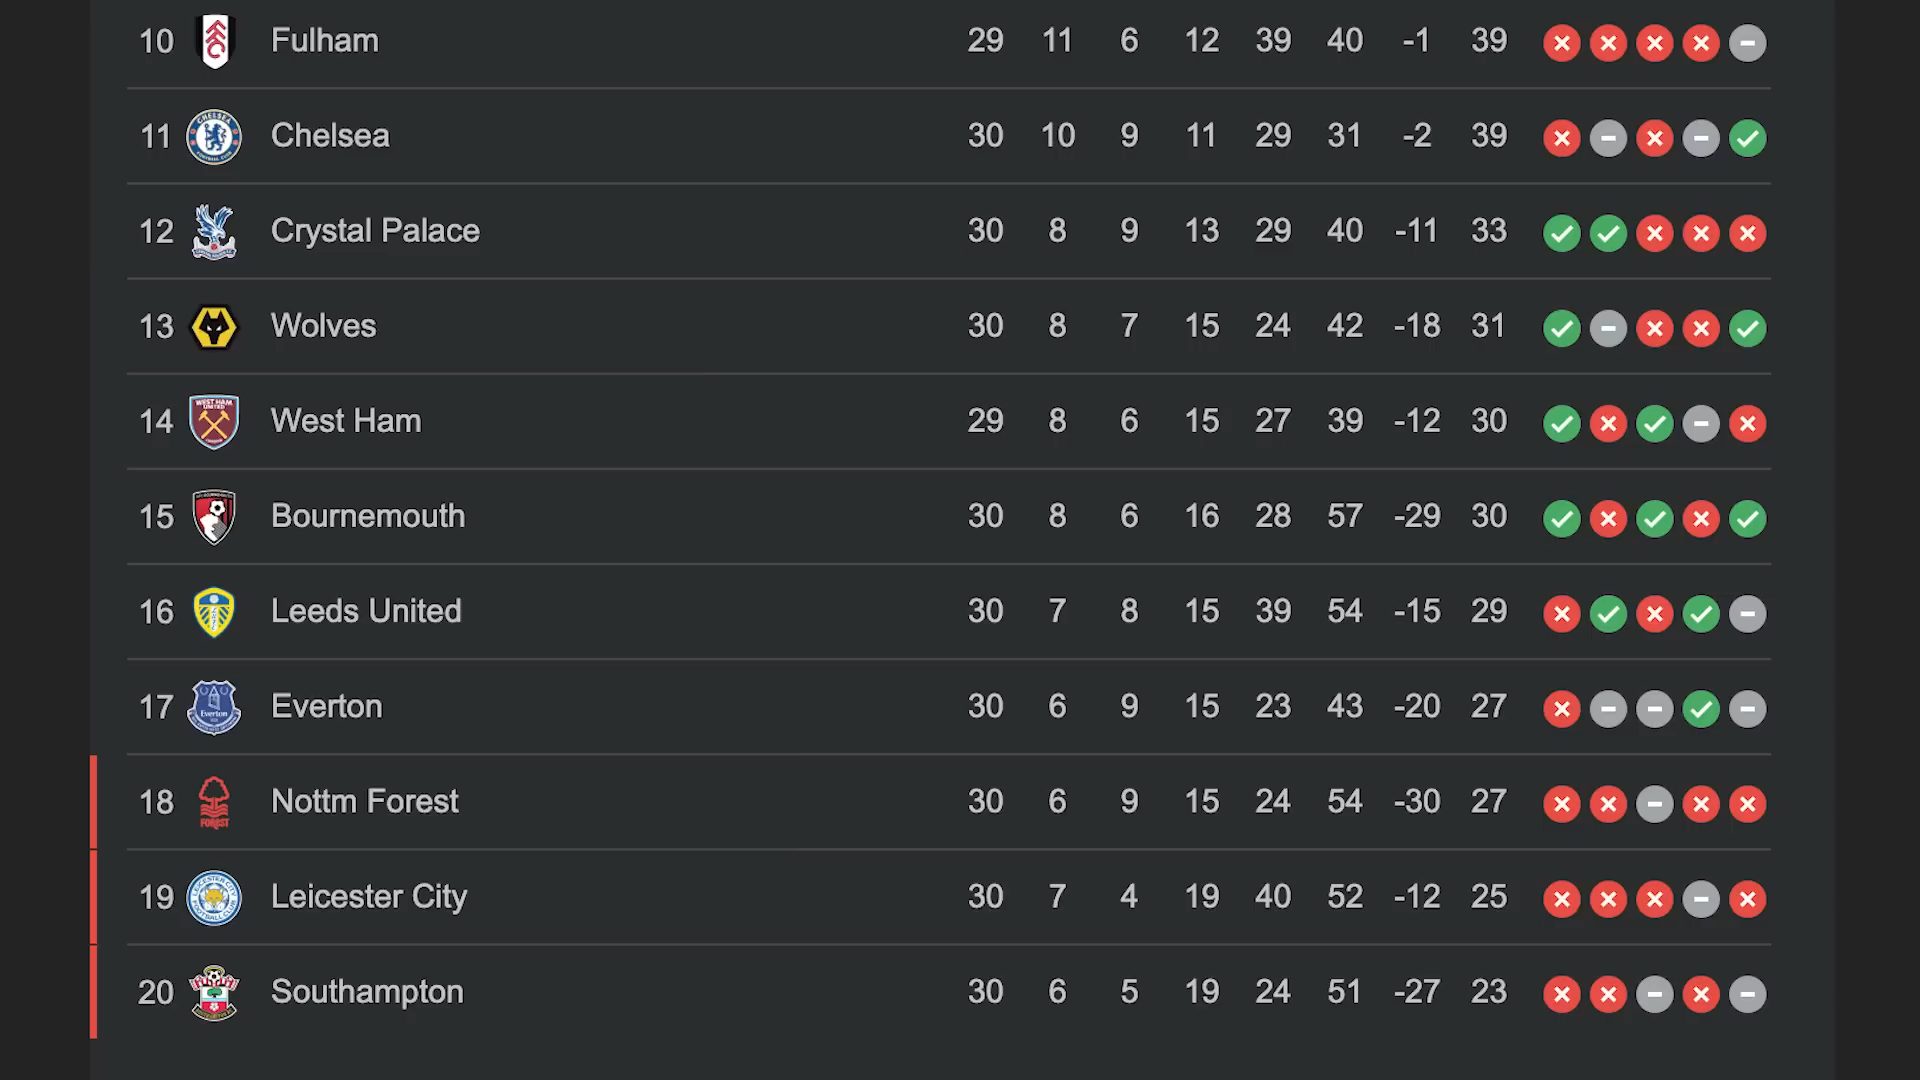 10 Fulham 29 11 6 12 39 40 -1 39
11 Chelsea 30 10 9 11 29 31 -2 39
12 Crystal Palace 30 8 9 13 29 40 -11 33
13 Wolves 30 8 7 15 24 42 -18 31
14 West Ham 29 8 6 15 27 39 -12 30
15 Bournemouth 30 8 6 16 28 57 -29 30
16 Leeds United 30 7 8 15 39 54 -15 29
17 Everton 30 6 9 15 23 43 -20 27
18 Nottm Forest 30 6 9 15 24 54 -30 27
19 Leicester City 30 7 4 19 40 52 -12 25
20 Southampton 30 6 5 19 24 51 -27 23